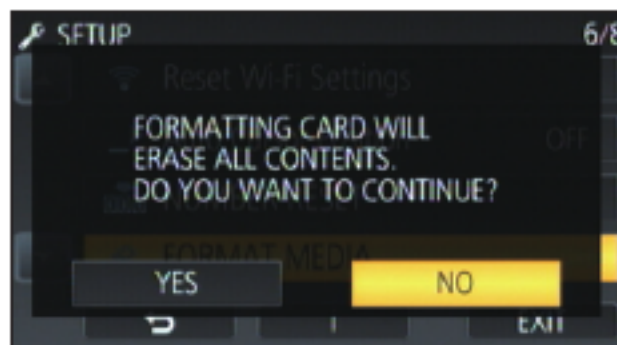 SETUP 6/8
Reset Wi-Fi Settings
FORMATTING CARD WILL
OFF
ERASE ALL CONTENTS.
DO YOU WANT TO CONTINUE?
FORMAT MEDIA
YES NO
EXIT